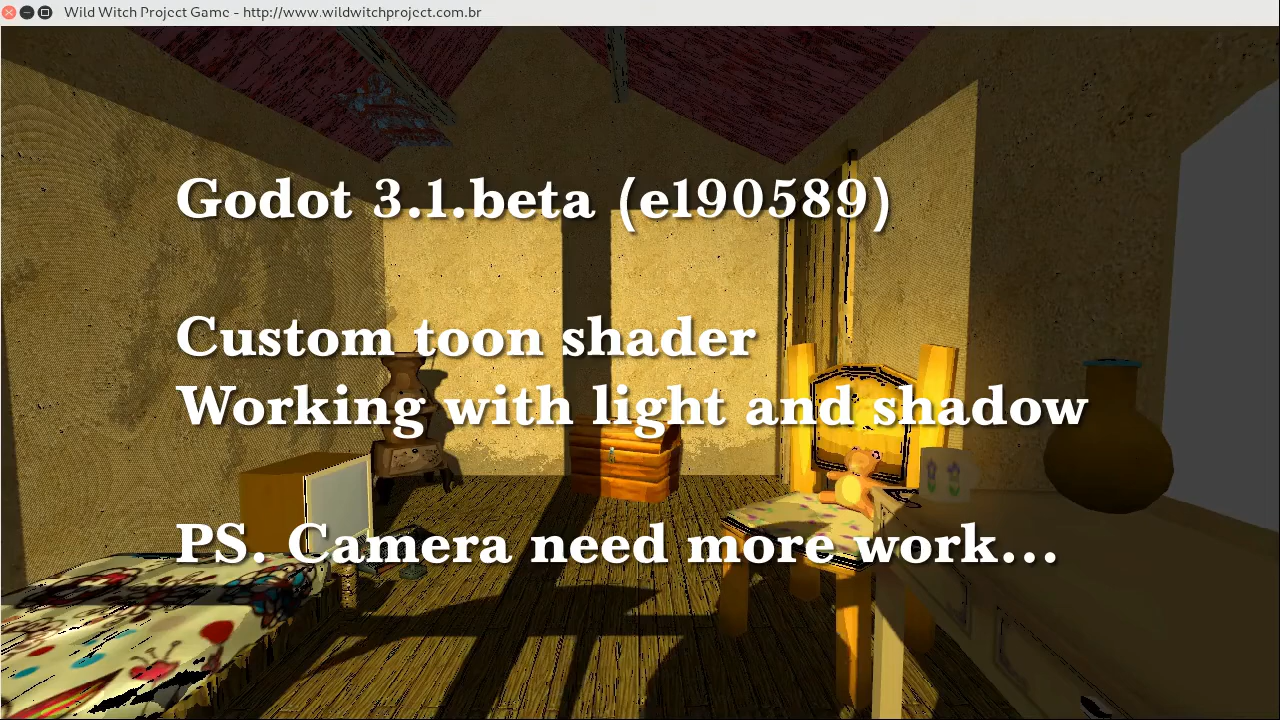 Wild Witch Project Game - http://www.wildwitchproject.com.br
Godot 3.1.beta (e190589)
Custom toon shader
Working with light and shadow
PS. Camera need more work...